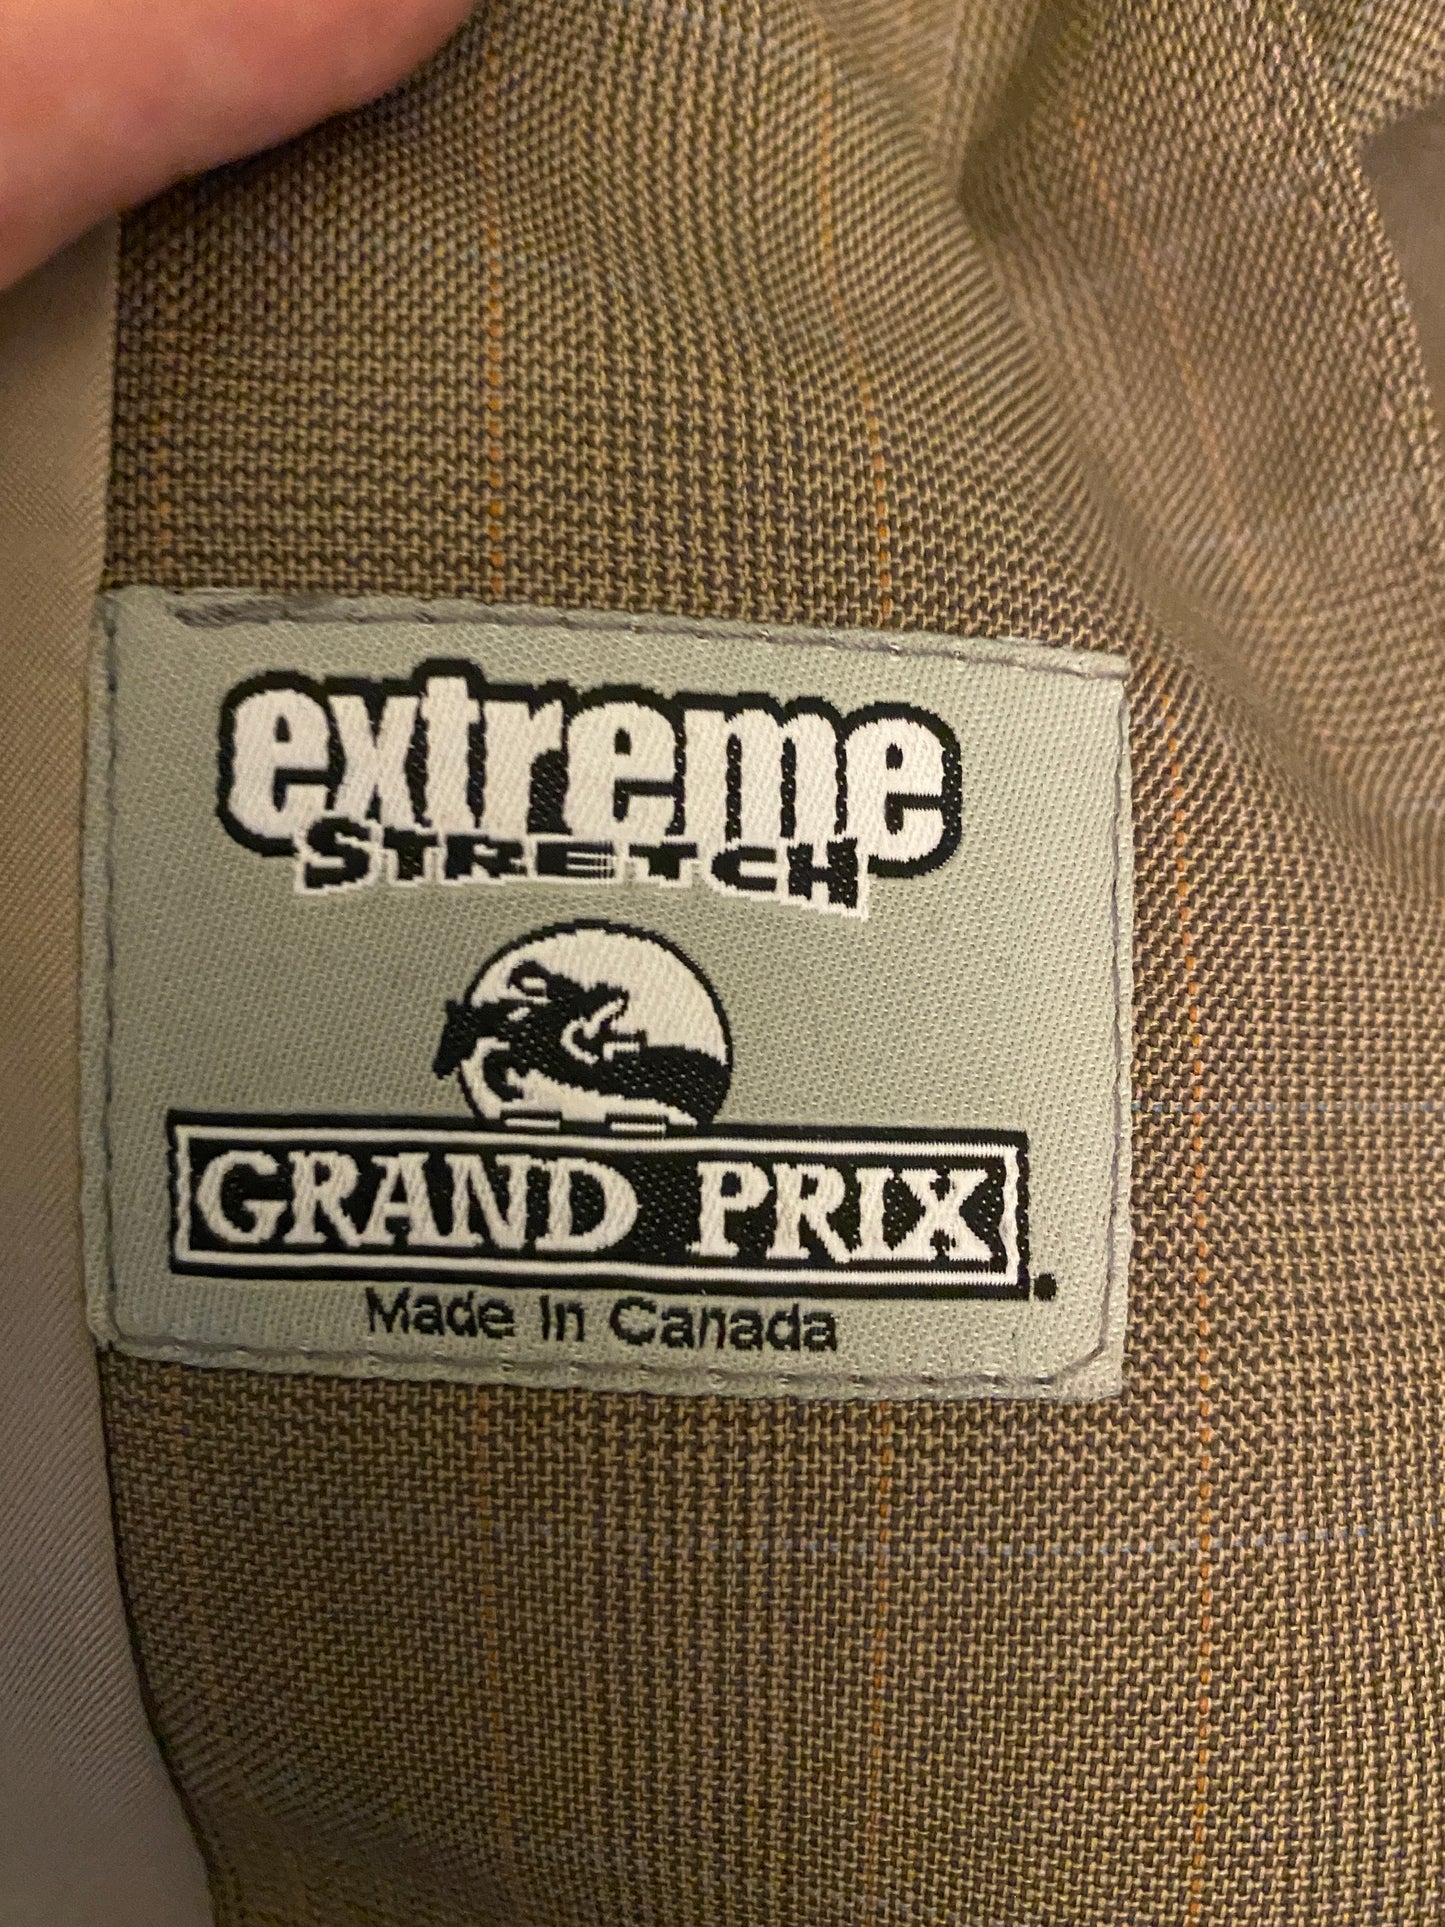 extreme
STRETCH
GRAND PRIX.
Made In Canada